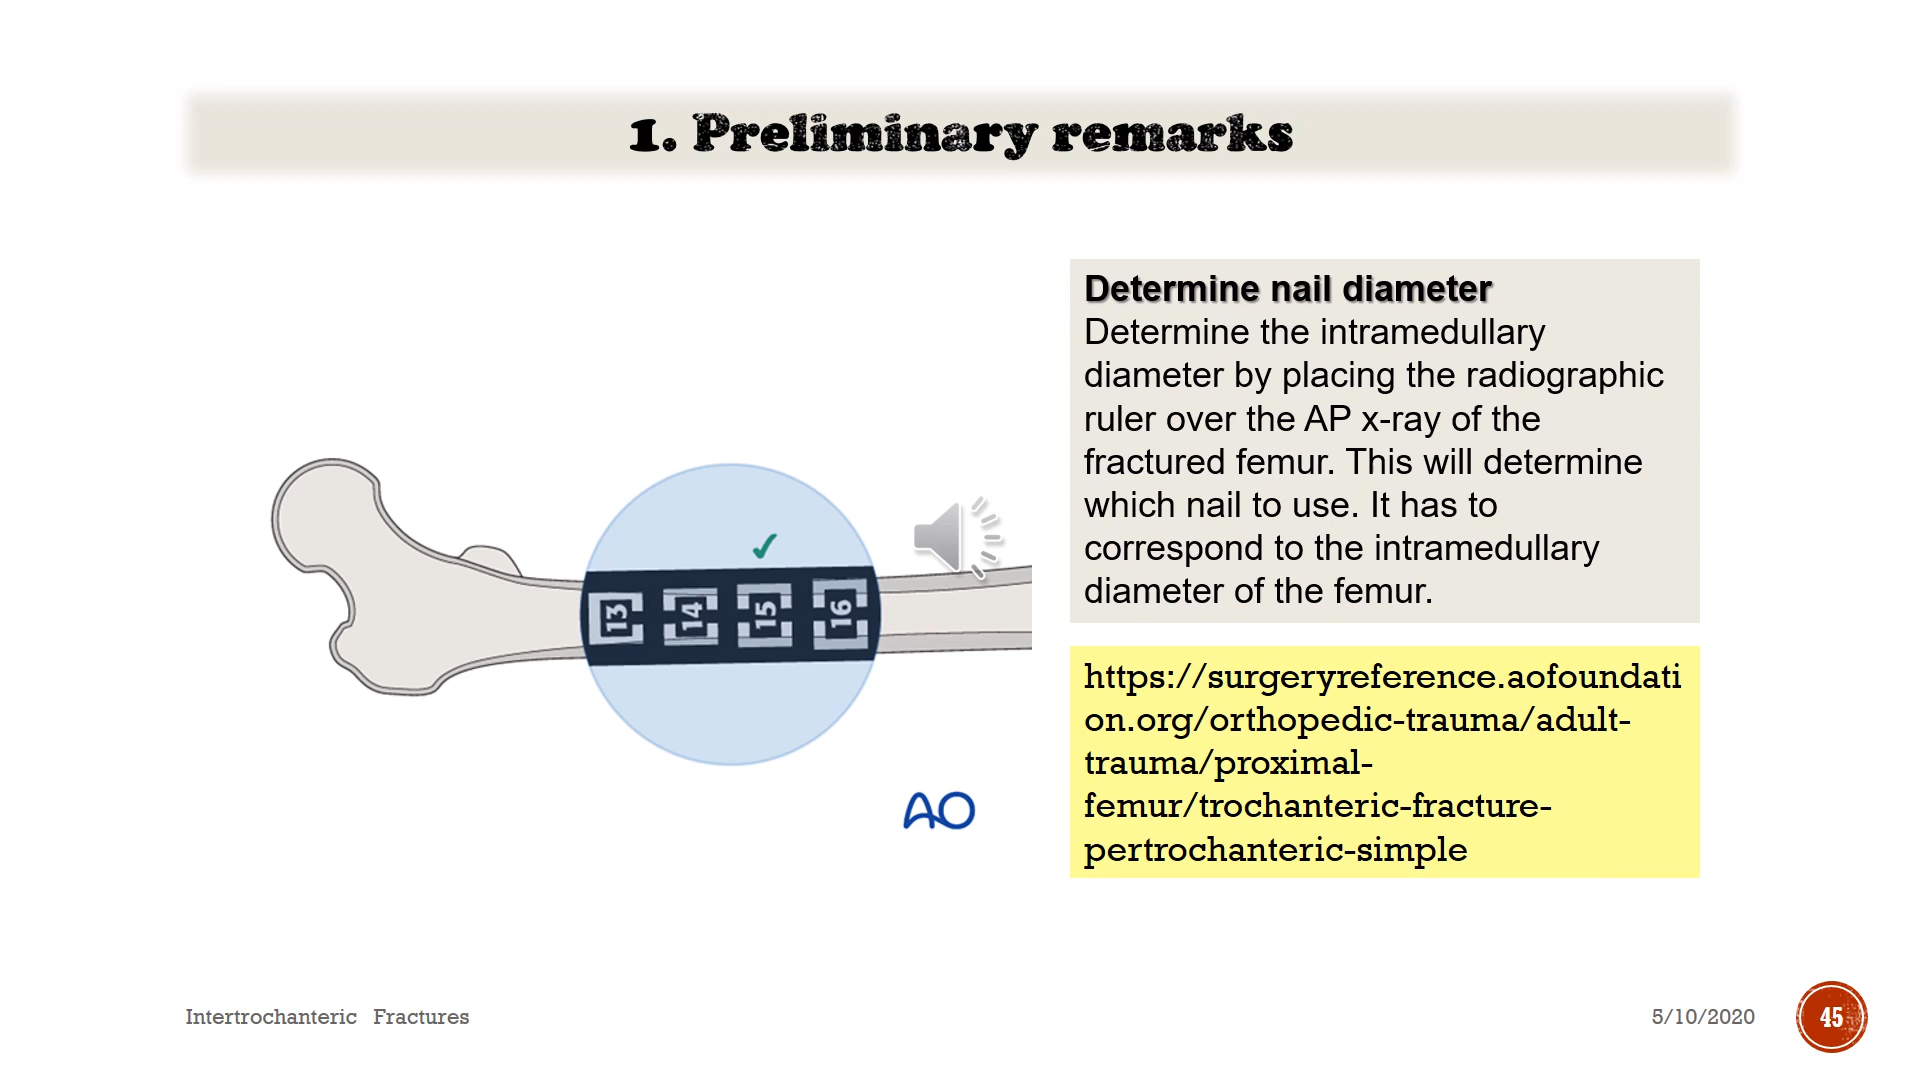 1. Preliminary remarks
13
14
15
16
AO
Determine nail diameter
Determine the intramedullary
diameter by placing the radiographic
ruler over the AP x-ray of the
fractured femur. This will determine
which nail to use. It has to
correspond to the intramedullary
diameter of the femur.
https://surgeryreference.aofoundati
on.org/orthopedic-trauma/adult-
trauma/proximal-
femur/trochanteric-fracture-
pertrochanteric-simple
Intertrochanteric Fractures
5/10/2020
45